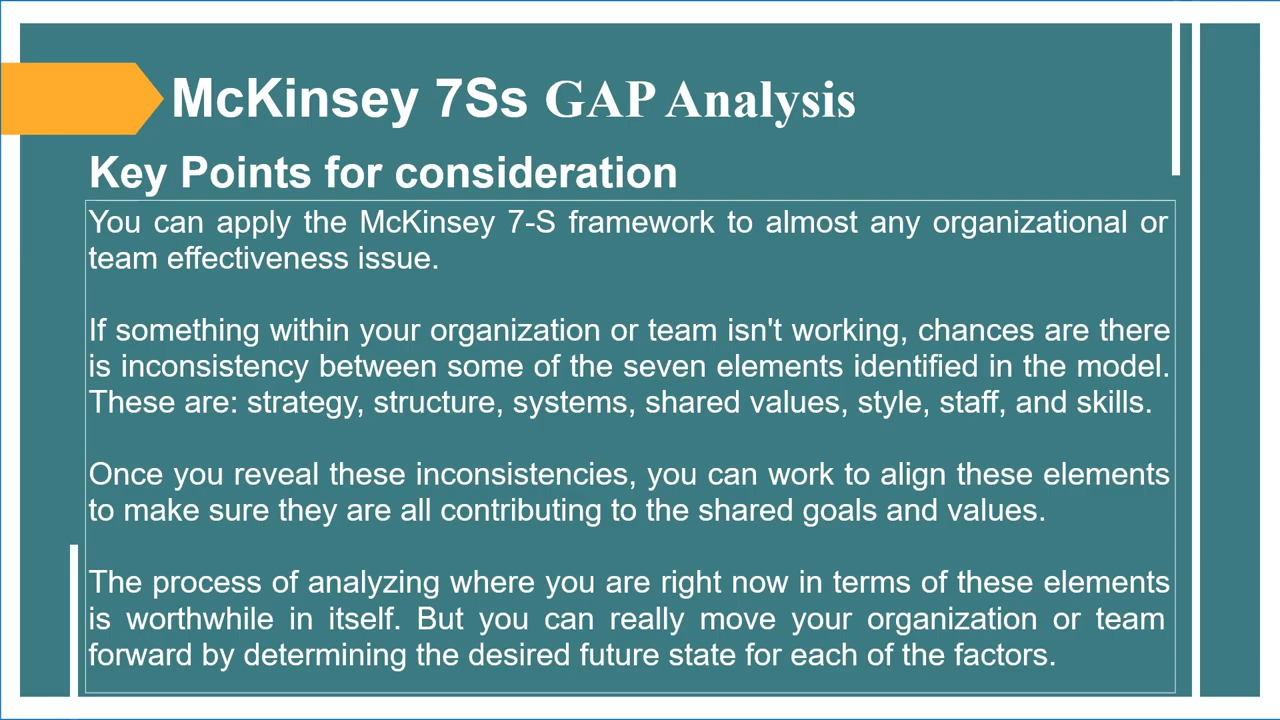 McKinsey 7Ss GAP Analysis
Key Points for consideration
You can apply the McKinsey 7-S framework to almost any organizational or
team effectiveness issue.
If something within your organization or team isn't working, chances are there
is inconsistency between some of the seven elements identified in the model.
These are: strategy, structure, systems, shared values, style, staff, and skills.
Once you reveal these inconsistencies, you can work to align these elements
to make sure they are all contributing to the shared goals and values.
The process of analyzing where you are right now in terms of these elements
is worthwhile in itself. But you can really move your organization or team
forward by determining the desired future state for each of the factors.